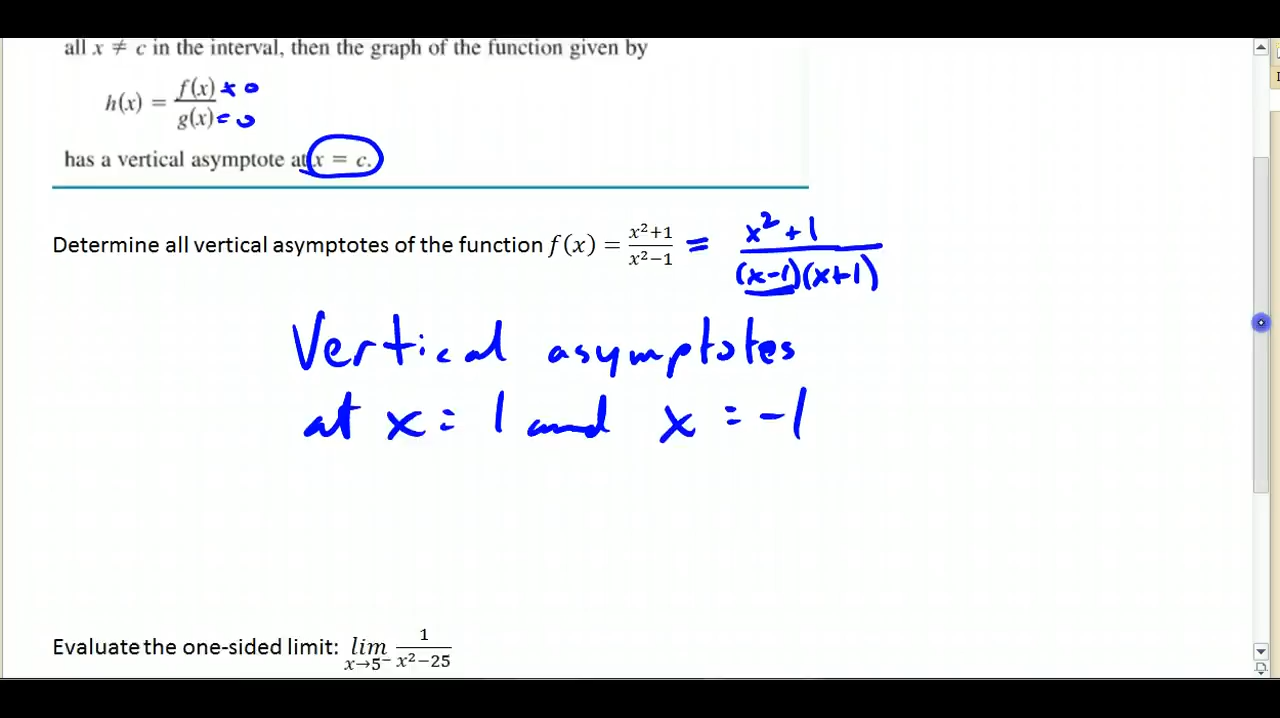 all x ≠ c in the interval, then the graph of the function given by
h(x) = f(x)/g(x) ≠ 0 = 0
has a vertical asymptote at x = c.
Determine all vertical asymptotes of the function f(x) = x²+1/x²−1 = x²+1/(x-1)(x+1)
Vertical asymptotes
at x = 1 and x = -1
Evaluate the one-sided limit: lim x→5⁻ 1/x²−25